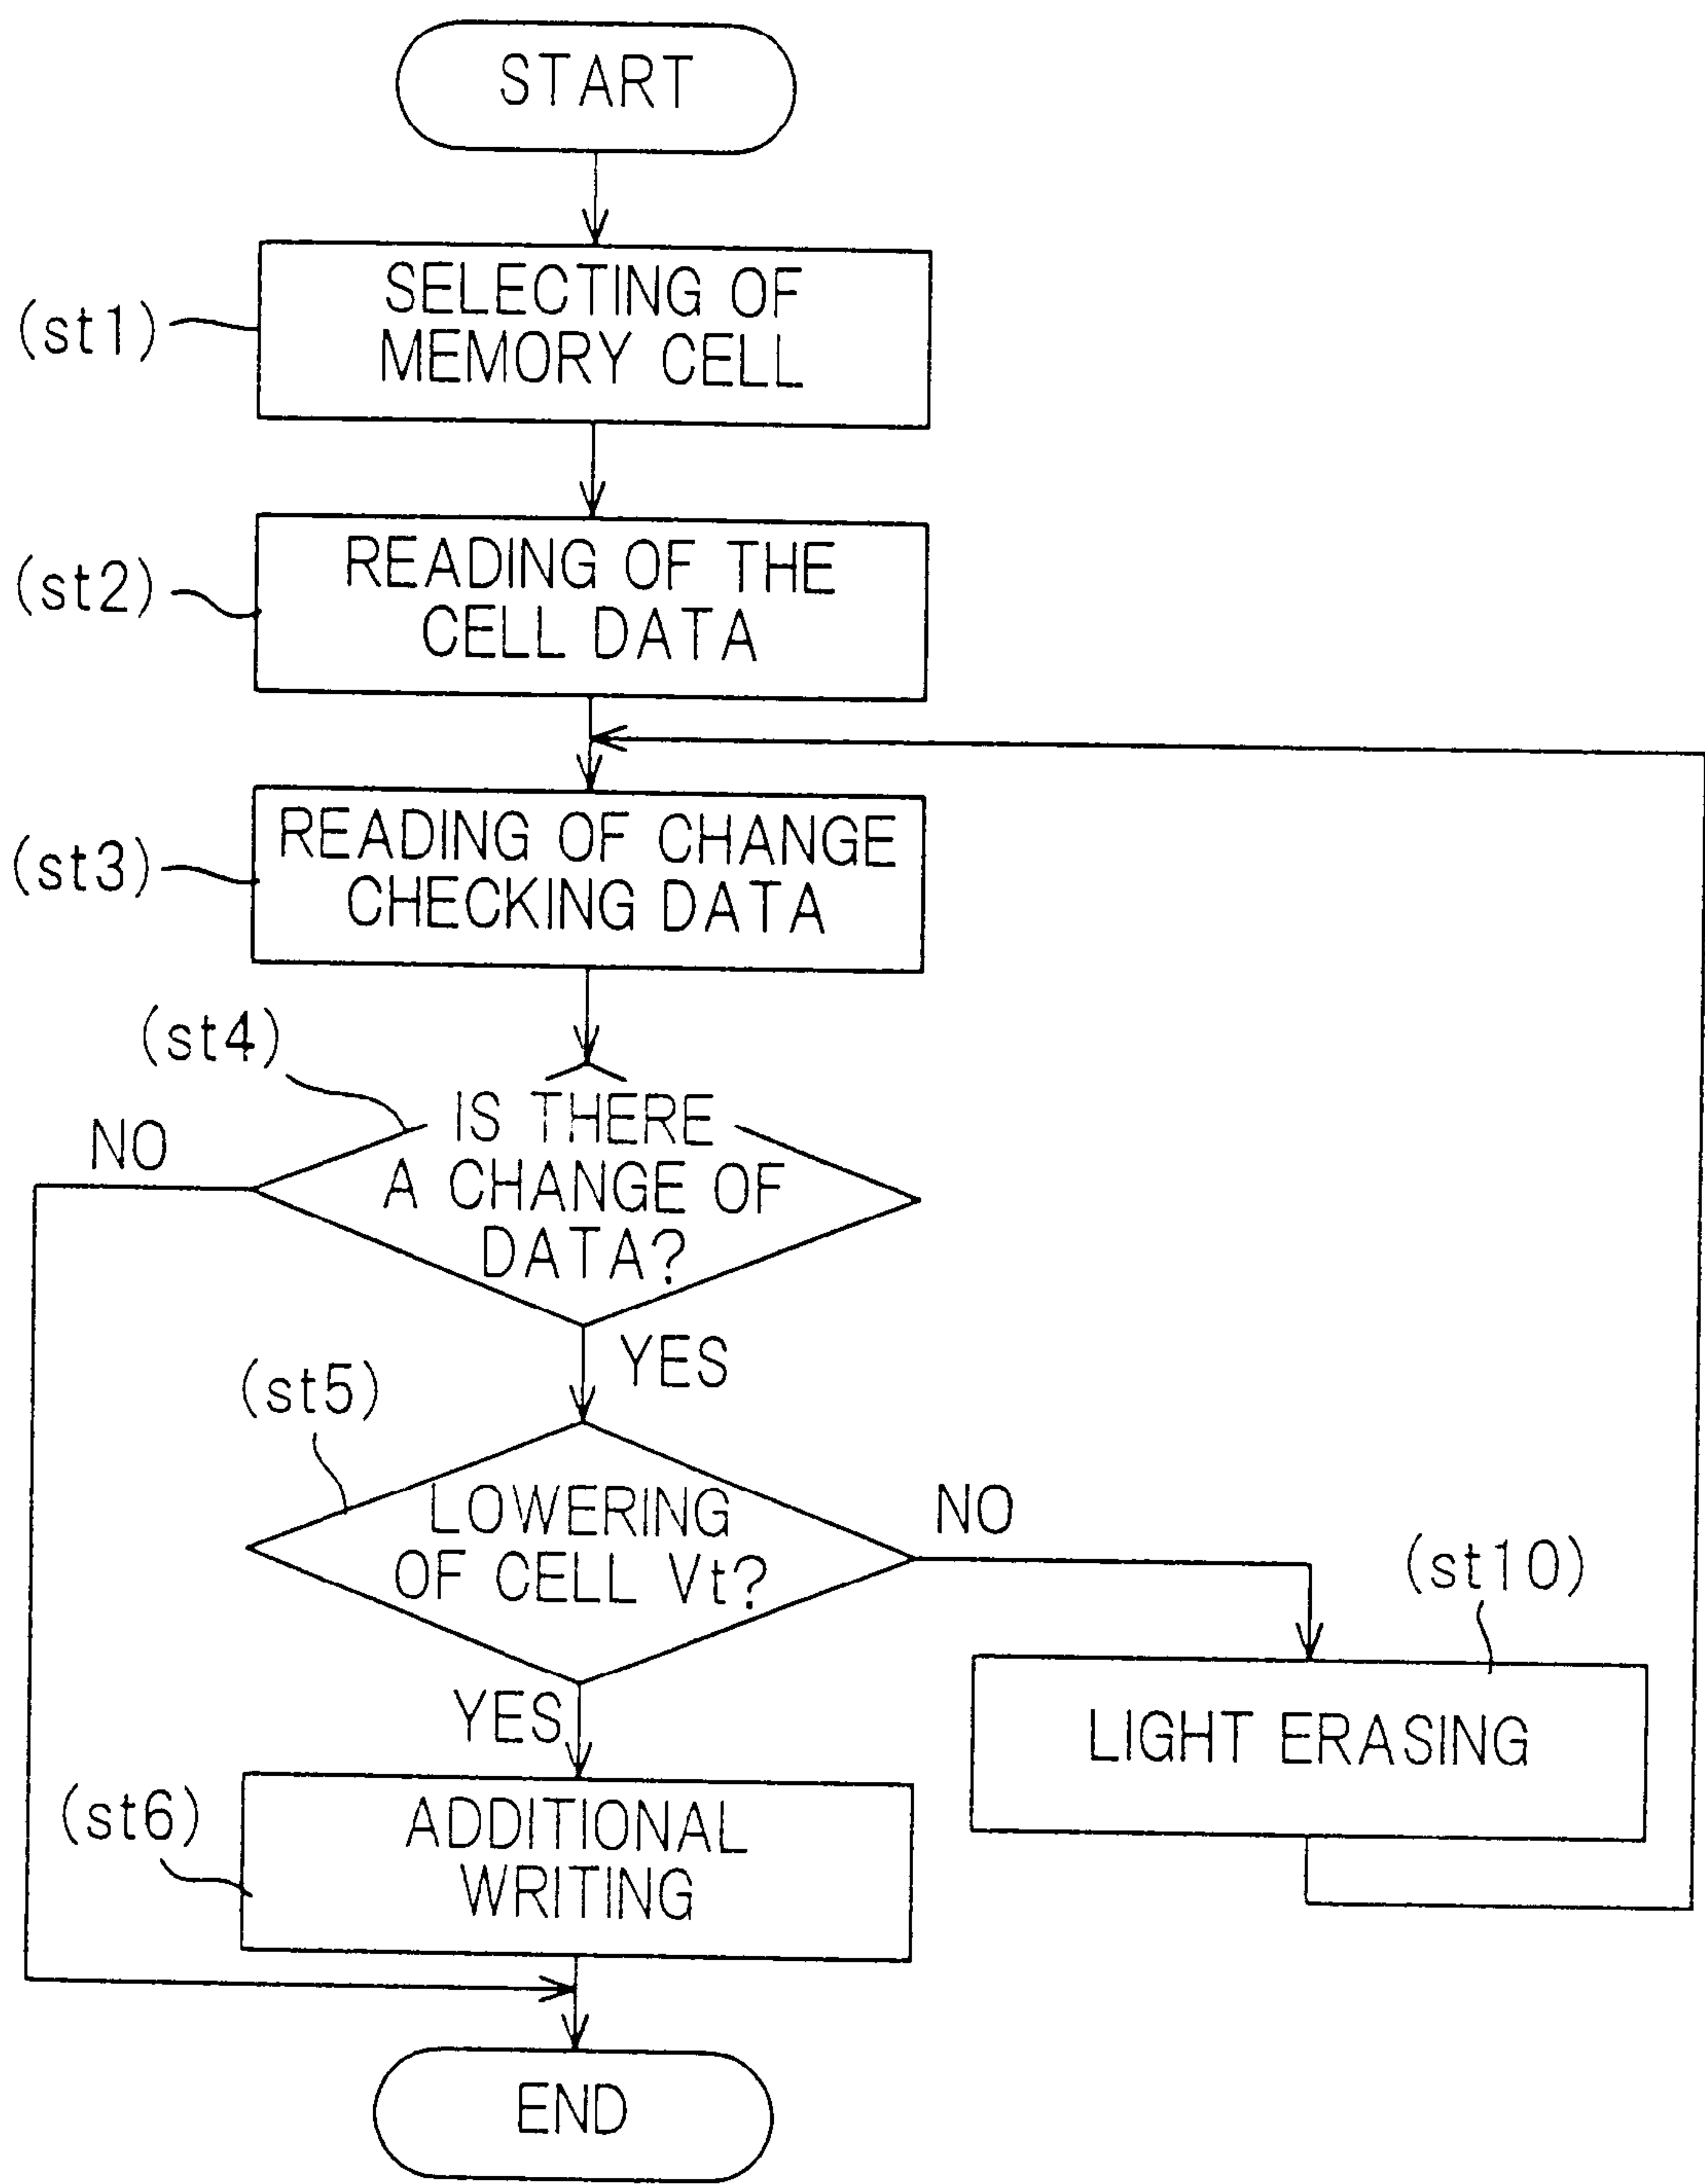 START
(st1)
SELECTING OF
MEMORY CELL
(st2)
READING OF THE
CELL DATA
(st3)
READING OF CHANGE
CHECKING DATA
(st4)
NO
IS THERE
A CHANGE OF
DATA?
YES
(st5)
LOWERING
OF CELL Vt?
NO
(st10)
YES
LIGHT ERASING
(st6)
ADDITIONAL
WRITING
END